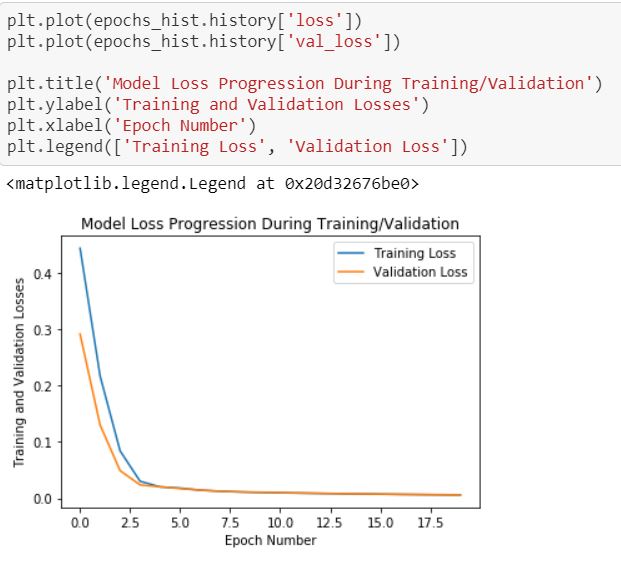 plt.plot(epochs_hist.history['loss'])
plt.plot(epochs_hist.history['val_loss'])
plt.title('Model Loss Progression During Training/Validation')
plt.ylabel('Training and Validation Losses')
plt.xlabel('Epoch Number')
plt.legend(['Training Loss', 'Validation Loss'])
<matplotlib.legend.Legend at 0x20d32676be0>
Model Loss Progression During Training/Validation
Training Loss
Validation Loss
Training and Validation Losses
0.4
0.3
0.2
0.1
0.0
0.0 2.5 5.0 7.5 10.0 12.5 15.0 17.5
Epoch Number